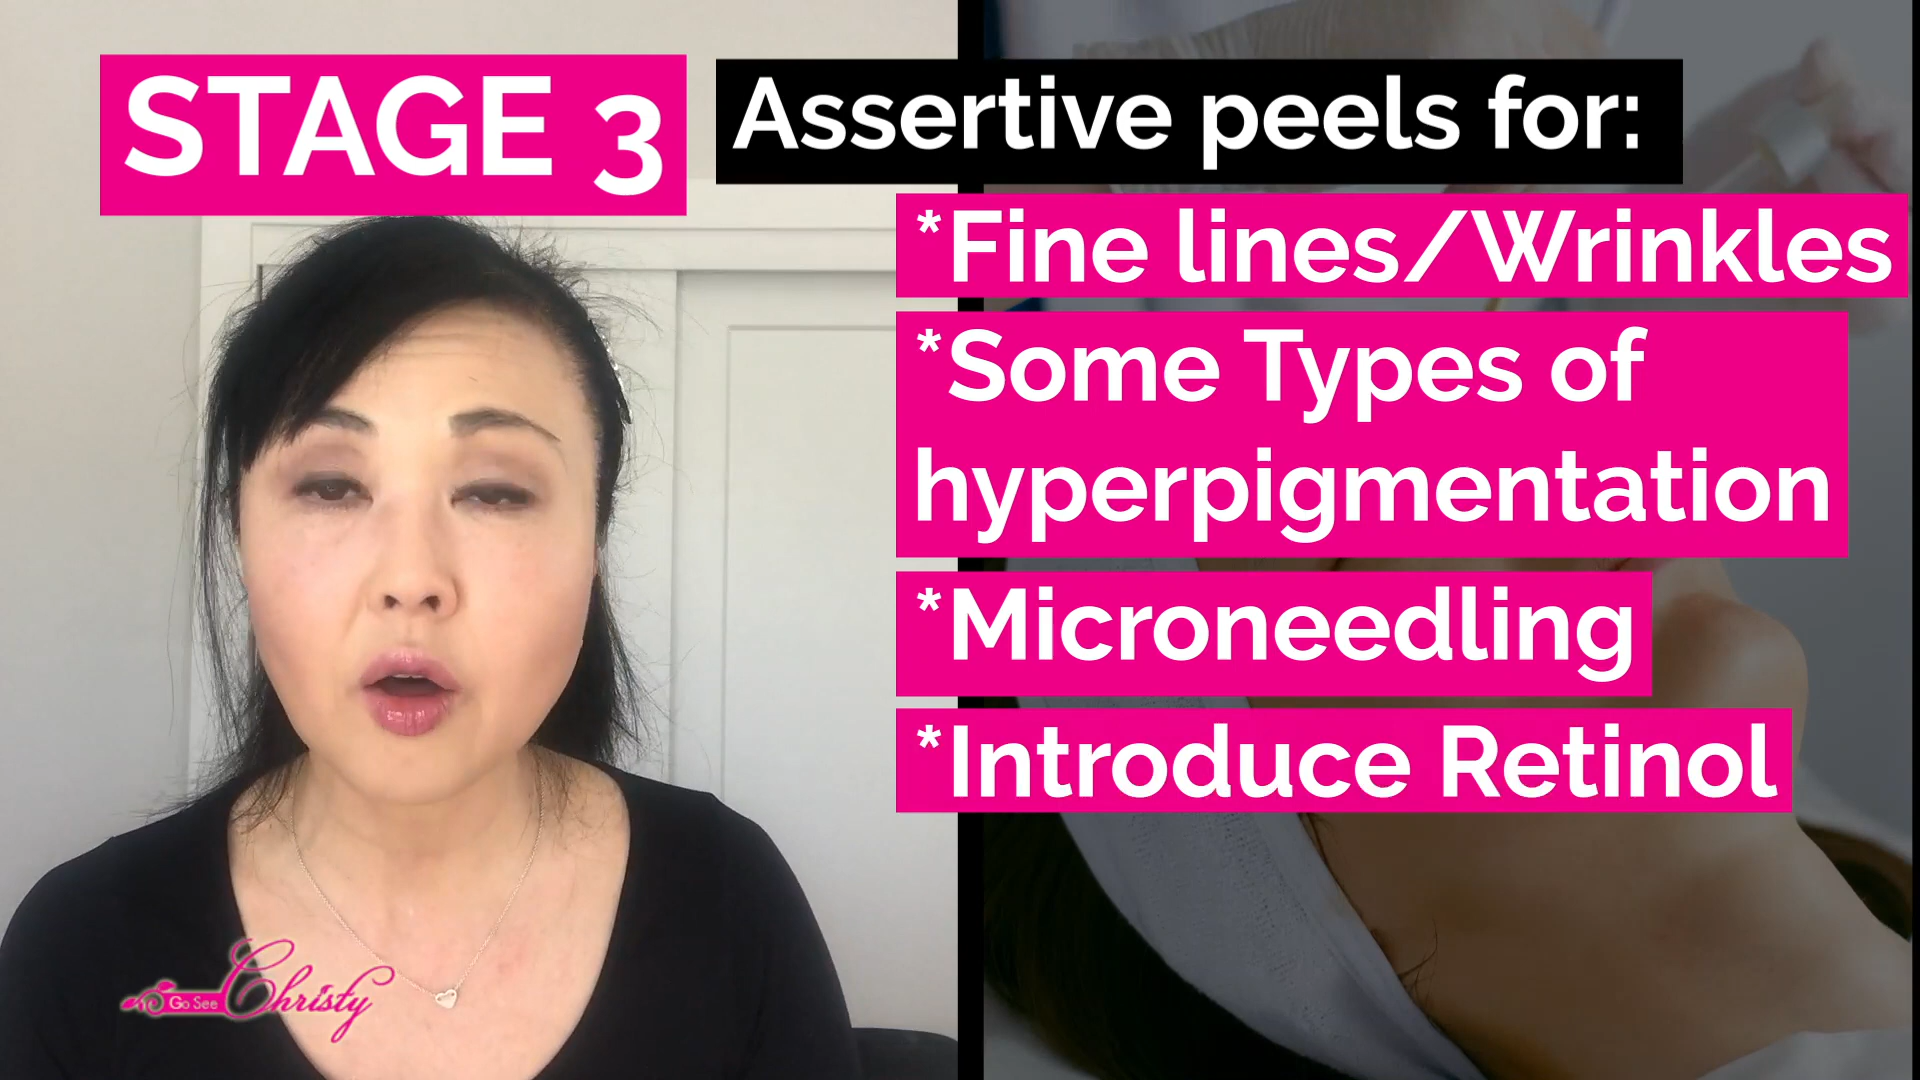 STAGE 3
Assertive peels for:
*Fine lines/Wrinkles
*Some Types of
hyperpigmentation
*Microneedling
*Introduce Retinol
Go See Christy